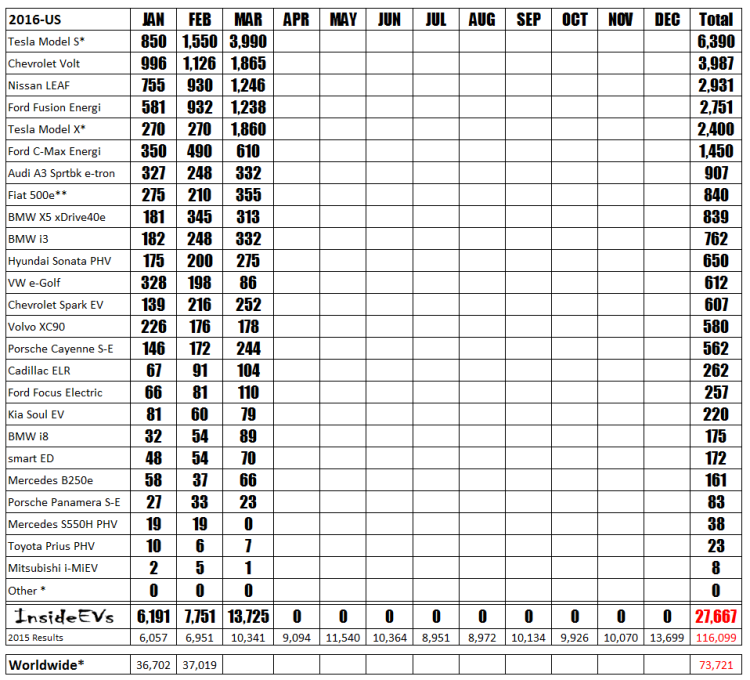 2016-US JAN FEB MAR APR MAY JUN JUL AUG SEP OCT NOV DEC Total
Tesla Model S* 850 1,550 3,990 6,390
Chevrolet Volt 996 1,126 1,865 3,987
Nissan LEAF 755 930 1,246 2,931
Ford Fusion Energi 581 932 1,238 2,751
Tesla Model X* 270 270 1,860 2,400
Ford C-Max Energi 350 490 610 1,450
Audi A3 Sprtbk e-tron 327 248 332 907
Fiat 500e** 275 210 355 840
BMW X5 xDrive40e 181 345 313 839
BMW i3 182 248 332 762
Hyundai Sonata PHV 175 200 275 650
VW e-Golf 328 198 86 612
Chevrolet Spark EV 139 216 252 607
Volvo XC90 226 176 178 580
Porsche Cayenne S-E 146 172 244 562
Cadillac ELR 67 91 104 262
Ford Focus Electric 66 81 110 257
Kia Soul EV 81 60 79 220
BMW i8 32 54 89 175
smart ED 48 54 70 172
Mercedes B250e 58 37 66 161
Porsche Panamera S-E 27 33 23 83
Mercedes S550H PHV 19 19 0 38
Toyota Prius PHV 10 6 7 23
Mitsubishi i-MiEV 2 5 1 8
Other * 0 0 0 0
InsideEVs 6,191 7,751 13,725 0 0 0 0 0 0 0 0 0 27,667
2015 Results 6,057 6,951 10,341 9,094 11,540 10,364 8,951 8,972 10,134 9,926 10,070 13,699 116,099
Worldwide* 36,702 37,019 73,721